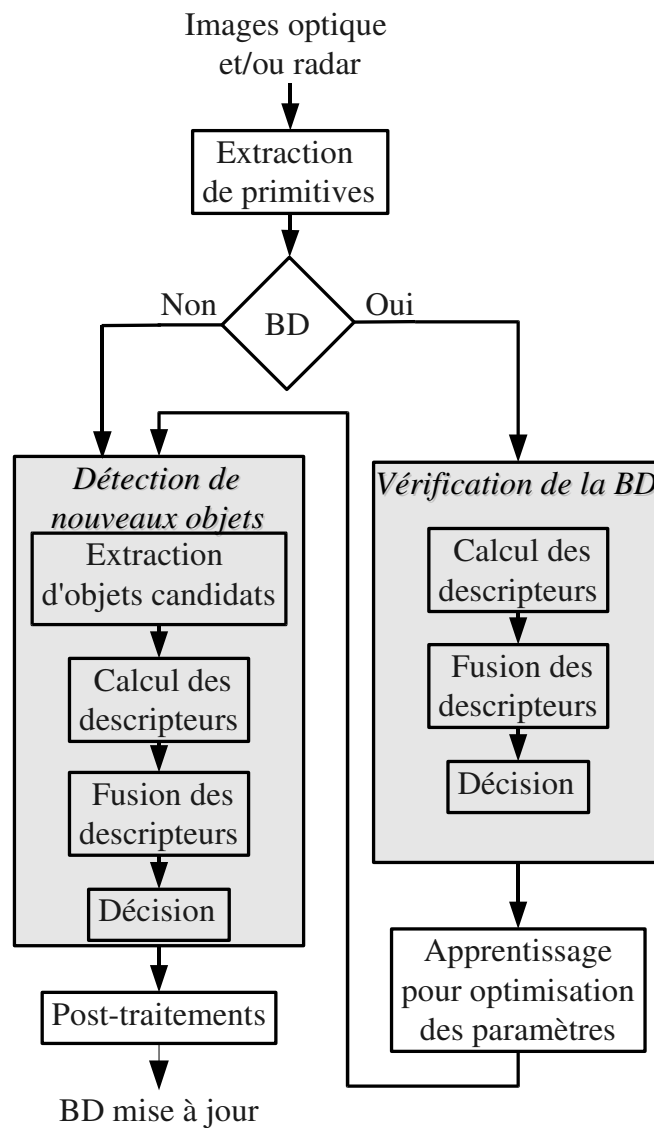 Images optique
et/ou radar
Extraction
de primitives
Non
BD
Oui
Détection de
nouveaux objets
Extraction
d'objets candidats
Calcul des
descripteurs
Fusion des
descripteurs
Décision
Post-traitements
BD mise à jour
Vérification de la BD
Calcul des
descripteurs
Fusion des
descripteurs
Décision
Apprentissage
pour optimisation
des paramètres